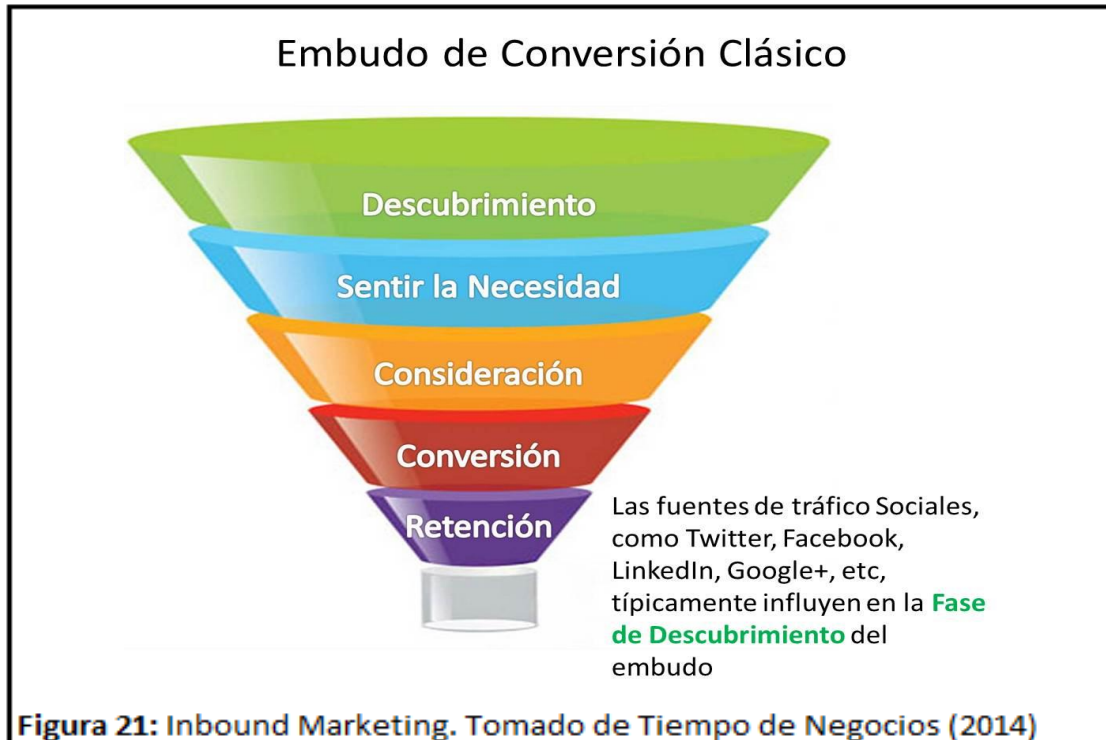 Embudo de Conversión Clásico
Descubrimiento
Sentir la Necesidad
Consideración
Conversión
Retención
Las fuentes de tráfico Sociales,
como Twitter, Facebook,
LinkedIn, Google+, etc,
típicamente influyen en la Fase
de Descubrimiento del
embudo
Figura 21: Inbound Marketing. Tomado de Tiempo de Negocios (2014)